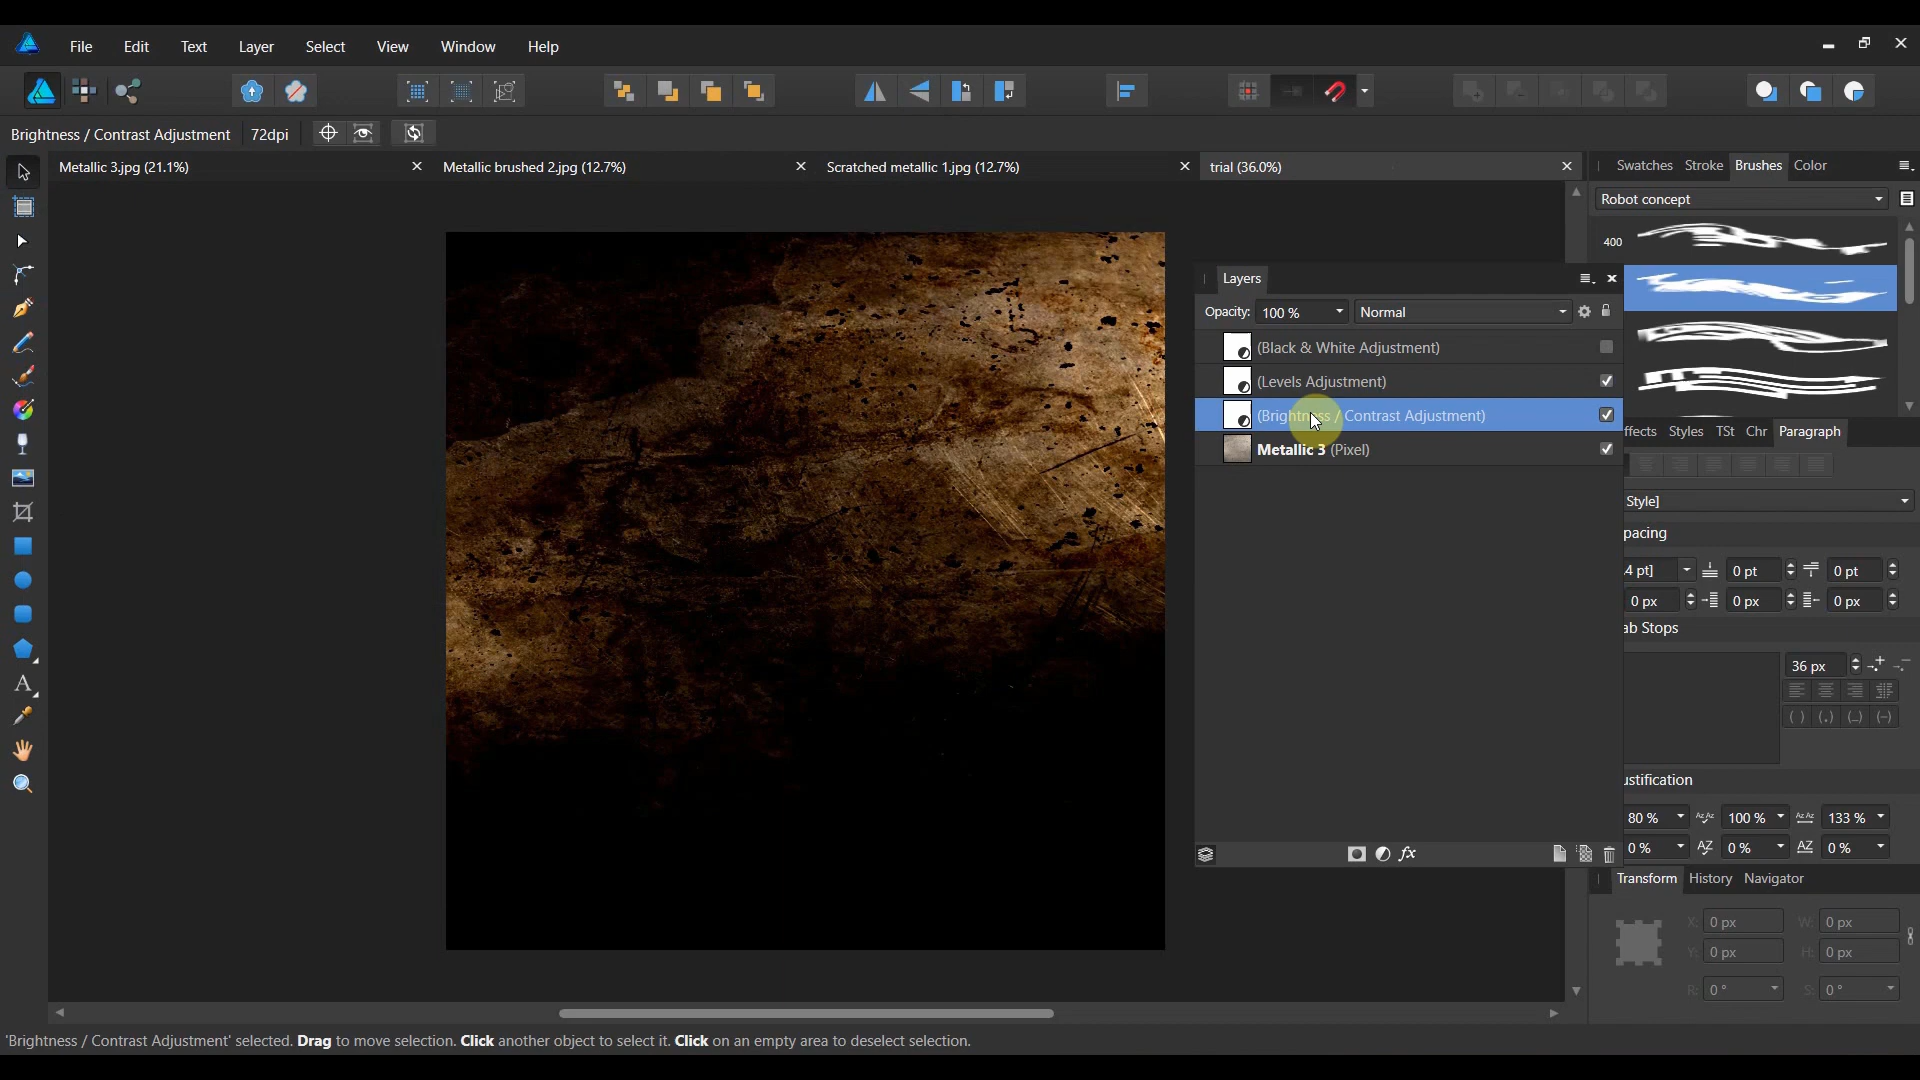 File Edit Text Layer Select View Window Help
Brightness / Contrast Adjustment 72dpi
Metallic 3.jpg (21.1%) Metallic brushed 2.jpg (12.7%) Scratched metallic 1.jpg (12.7%) trial (36.0%)
Swatches Stroke Brushes Color
Robot concept
400
Layers
Opacity: 100 % Normal
(Black & White Adjustment)
(Levels Adjustment)
(Brightness / Contrast Adjustment)
Metallic 3 (Pixel)
ffects Styles TSt Chr Paragraph
Style]
pacing
4 pt] 0 pt 0 pt
0 px 0 px 0 px
ab Stops
36 px
ustification
80 % 100 % 133 %
0 % 0 % 0 %
fx
Transform History Navigator
X: 0 px W: 0 px
Y: 0 px H: 0 px
R: 0 ° S: 0 °
'Brightness / Contrast Adjustment' selected. Drag to move selection. Click another object to select it. Click on an empty area to deselect selection.